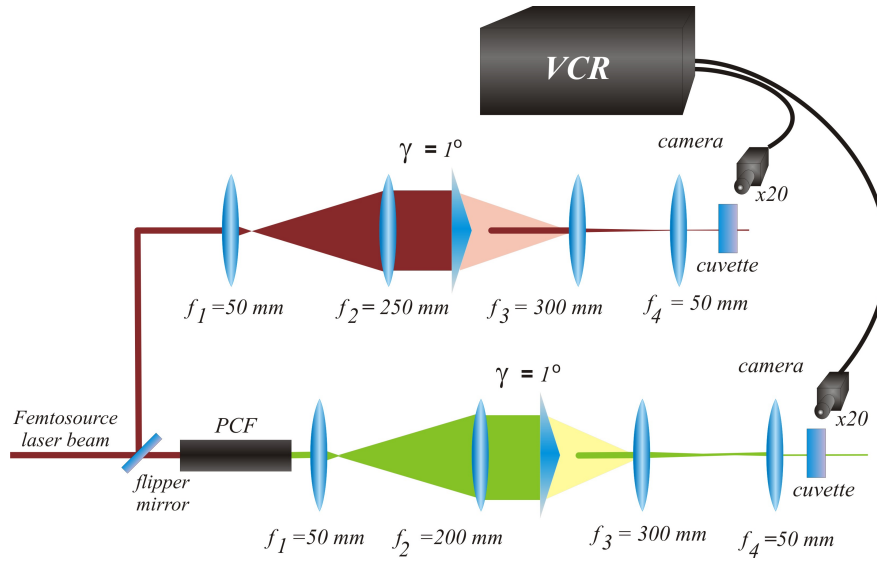 VCR
camera
γ = 1°
x20
cuvette
f1 = 50 mm
f2 = 250 mm
f3 = 300 mm
f4 = 50 mm
camera
γ = 1°
x20
Femtosource
laser beam
PCF
flipper
mirror
cuvette
f1 = 50 mm
f2 = 200 mm
f3 = 300 mm
f4 = 50 mm